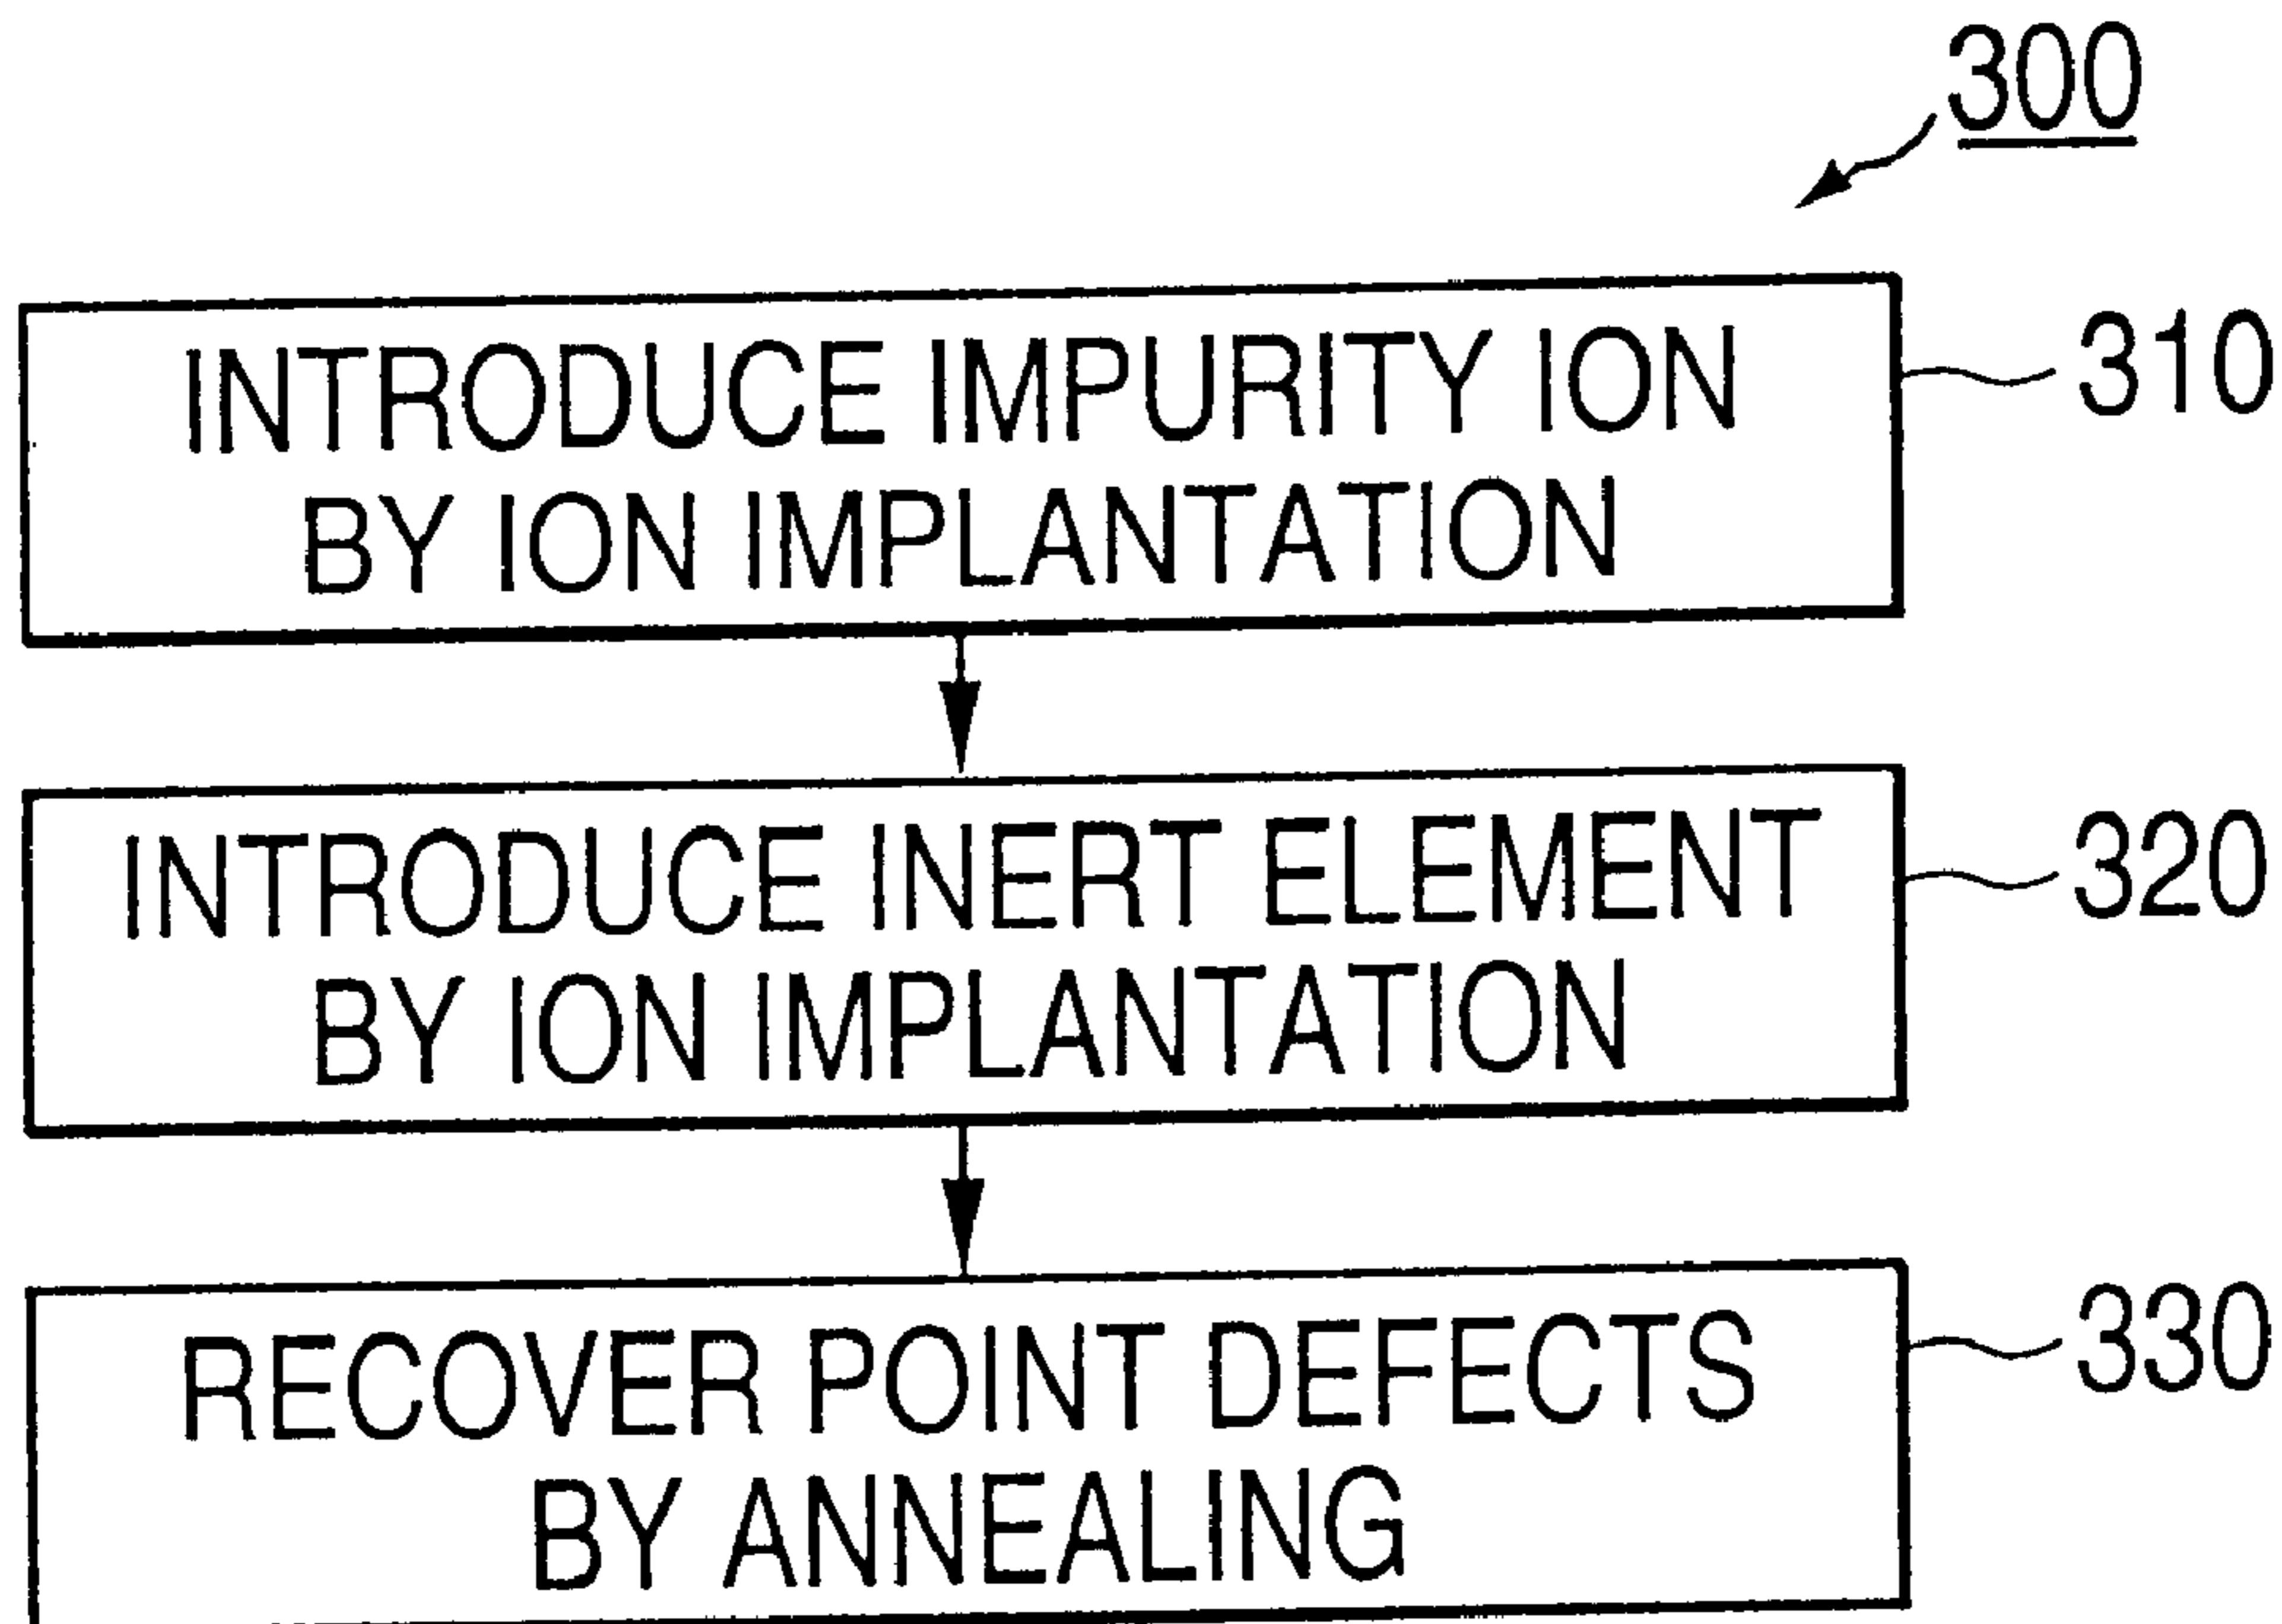 300
INTRODUCE IMPURITY ION
BY ION IMPLANTATION
310
INTRODUCE INERT ELEMENT
BY ION IMPLANTATION
320
RECOVER POINT DEFECTS
BY ANNEALING
330